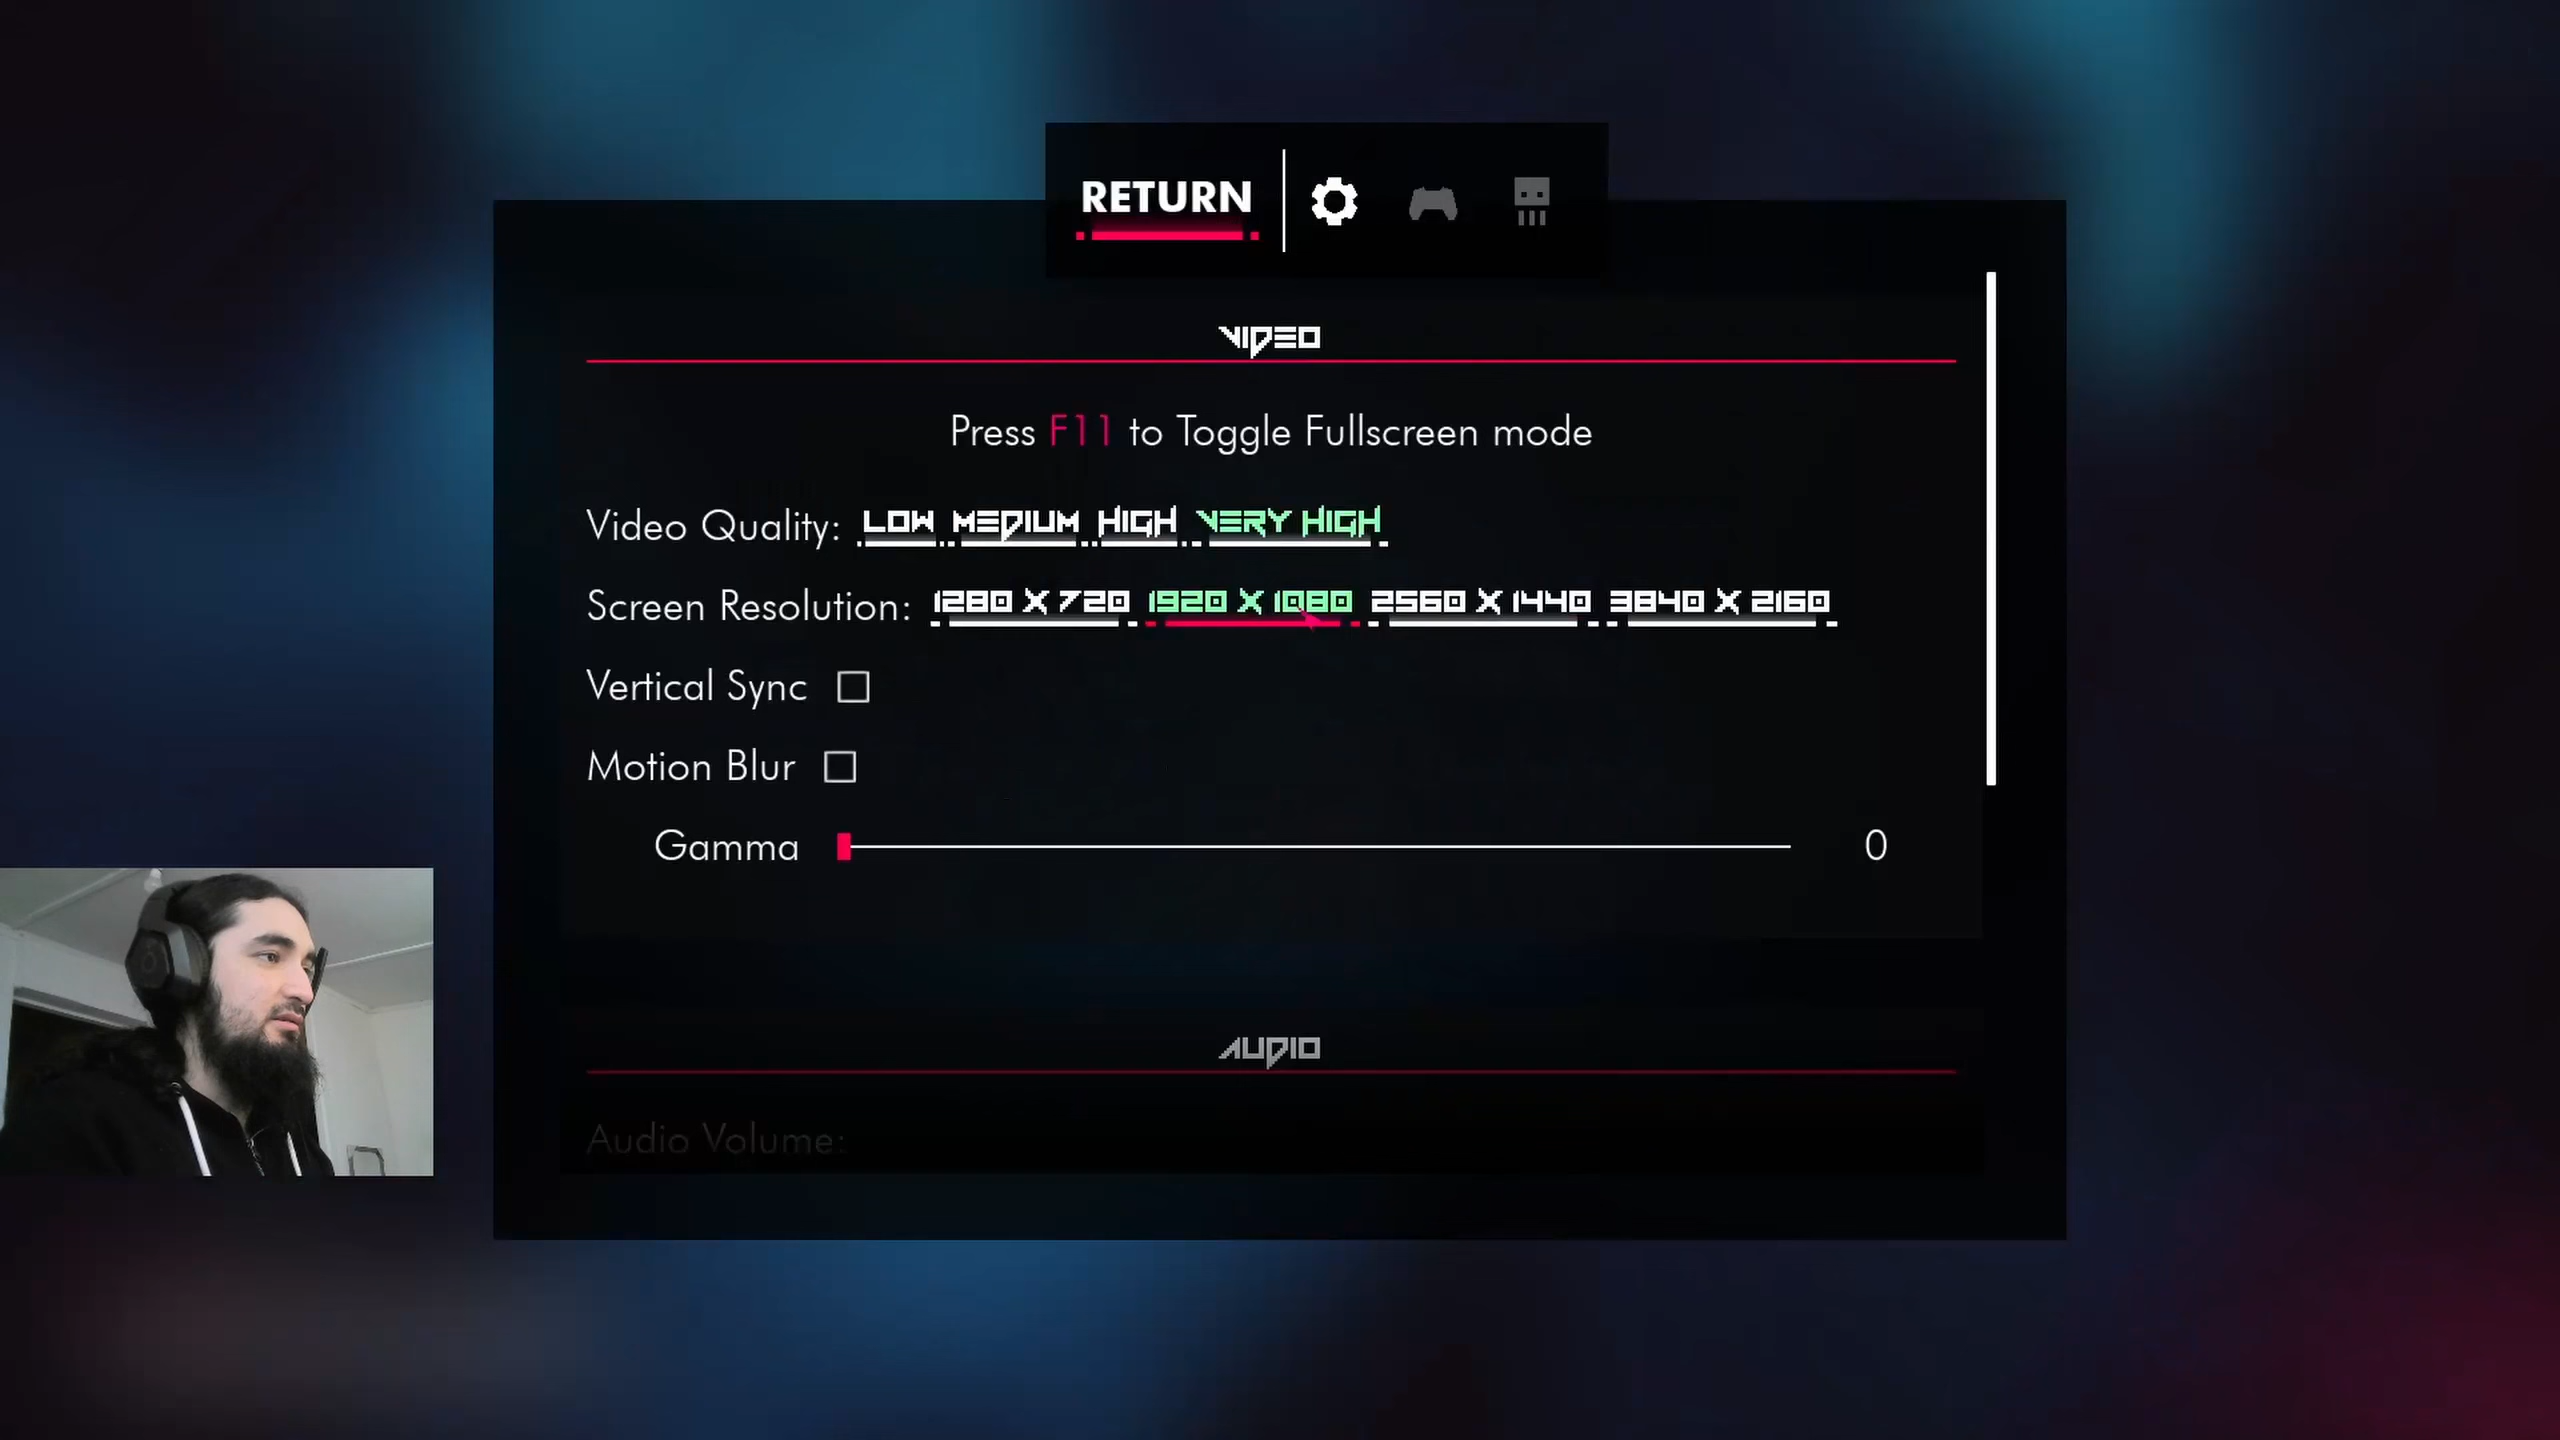 RETURN
VIDEO
Press F11 to Toggle Fullscreen mode
Video Quality: LOW MEDIUM HIGH VERY HIGH
Screen Resolution: 1280 X 720 1920 X 1080 2560 X 1440 3840 X 2160
Vertical Sync
Motion Blur
Gamma 0
AUDIO
Audio Volume: